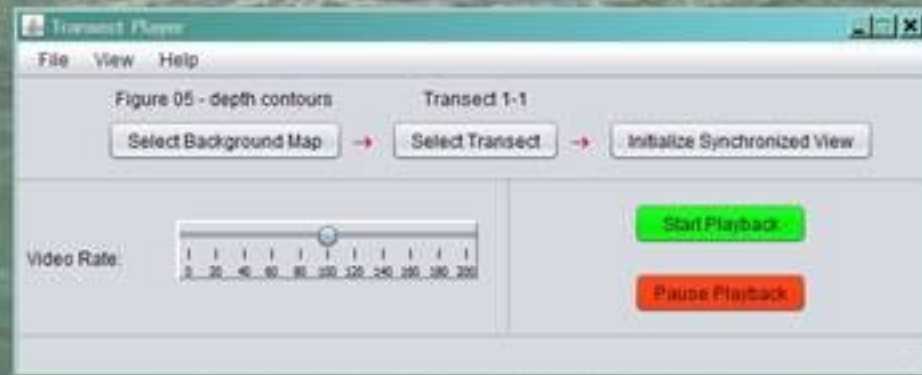 Transect Player
File View Help
Figure 05 - depth contours Transect 1-1
Select Background Map Select Transect Initialize Synchronized View
Start Playback
Video Rate:
0 20 40 60 80 100 120 140 160 180 200
Pause Playback